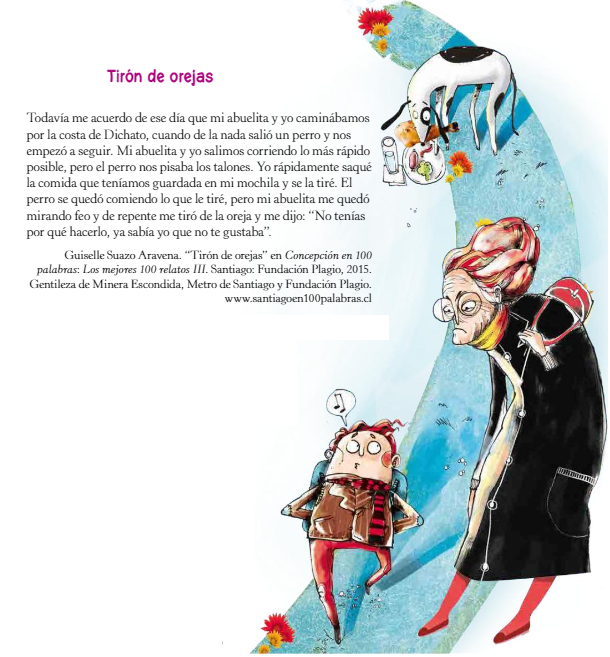 Tirón de orejas
Todavía me acuerdo de ese día que mi abuelita y yo caminábamos
por la costa de Dichato, cuando de la nada salió un perro y nos
empezó a seguir. Mi abuelita y yo salimos corriendo lo más rápido
posible, pero el perro nos pisaba los talones. Yo rápidamente saqué
la comida que teníamos guardada en mi mochila y se la tiré. El
perro se quedó comiendo lo que le tiré, pero mi abuela me quedó
mirando feo y de repente me tiró de la oreja y me dijo: “No tenías
por qué hacerlo, ya sabía yo que no te gustaba”.
Guiselle Suazo Aravena. “Tirón de orejas” en Concepción en 100
palabras: Los mejores 100 relatos III. Santiago: Fundación Plagio, 2015.
Gentileza de Minera Escondida, Metro de Santiago y Fundación Plagio.
www.santiagoen100palabras.cl